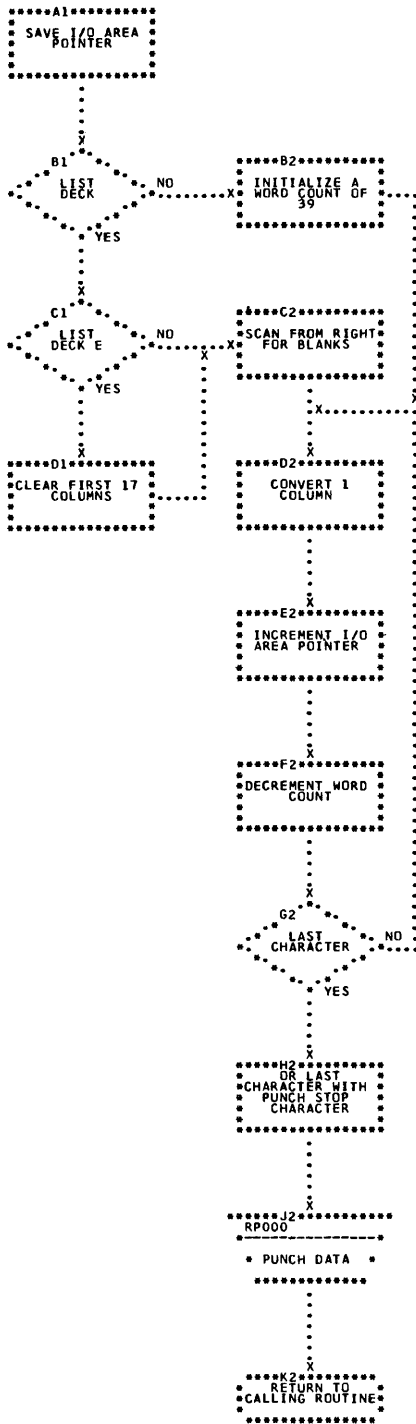 A1
SAVE I/O AREA
POINTER
X
B1
LIST
DECK
NO
X
YES
B2
INITIALIZE A
WORD COUNT OF
39
X
C1
LIST
DECK E
NO
X
X
YES
C2
SCAN FROM RIGHT
FOR BLANKS
X
X
X
D1
CLEAR FIRST 17
COLUMNS
X
D2
CONVERT 1
COLUMN
X
E2
INCREMENT I/O
AREA POINTER
X
F2
DECREMENT WORD
COUNT
X
G2
LAST
CHARACTER
NO
YES
X
H2
OR LAST
CHARACTER WITH
PUNCH STOP
CHARACTER
X
J2
RP000
PUNCH DATA
X
K2
RETURN TO
CALLING ROUTINE